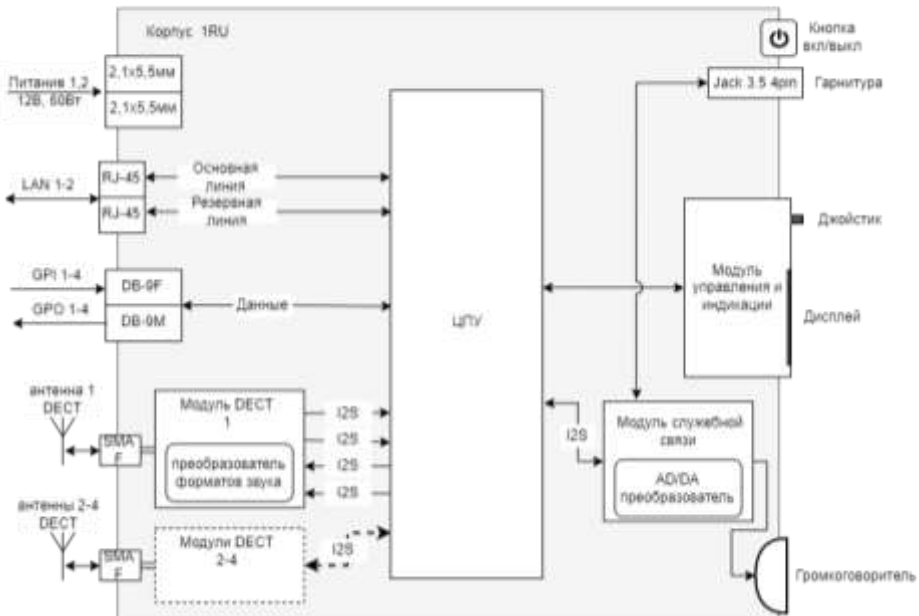 Корпус 1RU
Кнопка
вкл/выкл
Питание 1,2
12В, 60Вт
2,1x5,5мм
2,1x5,5мм
Jack 3.5 4pin
Гарнитура
LAN 1-2
RJ-45
RJ-45
Основная
линия
Резервная
линия
GPI 1-4
GPO 1-4
DB-9F
DB-9M
Данные
ЦПУ
Модуль
управления и
индикации
Джойстик
Дисплей
антенна 1
DECT
SMA
F
Модуль DECT
1
преобразователь
форматов звука
I2S
I2S
I2S
I2S
антенны 2-4
DECT
SMA
F
Модули DECT
2-4
I2S
I2S
Модуль служебной
связи
AD/DA
преобразователь
Громкоговоритель